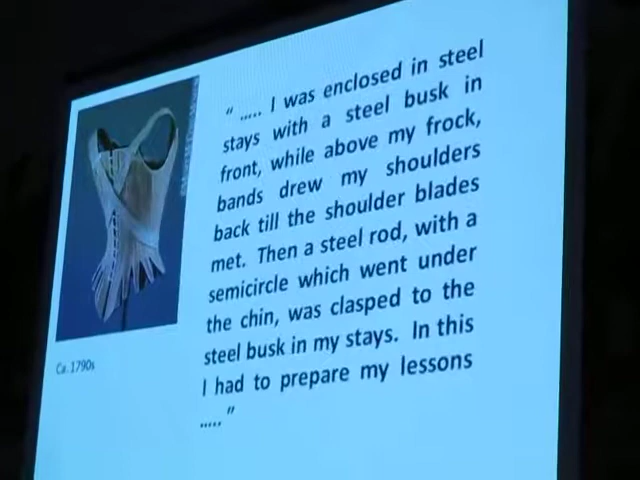 “ ..... I was enclosed in steel
stays with a steel busk in
front, while above my frock,
bands drew my shoulders
back till the shoulder blades
met. Then a steel rod, with a
semicircle which went under
the chin, was clasped to the
steel busk in my stays. In this
I had to prepare my lessons
..... ”
Ca. 1790s